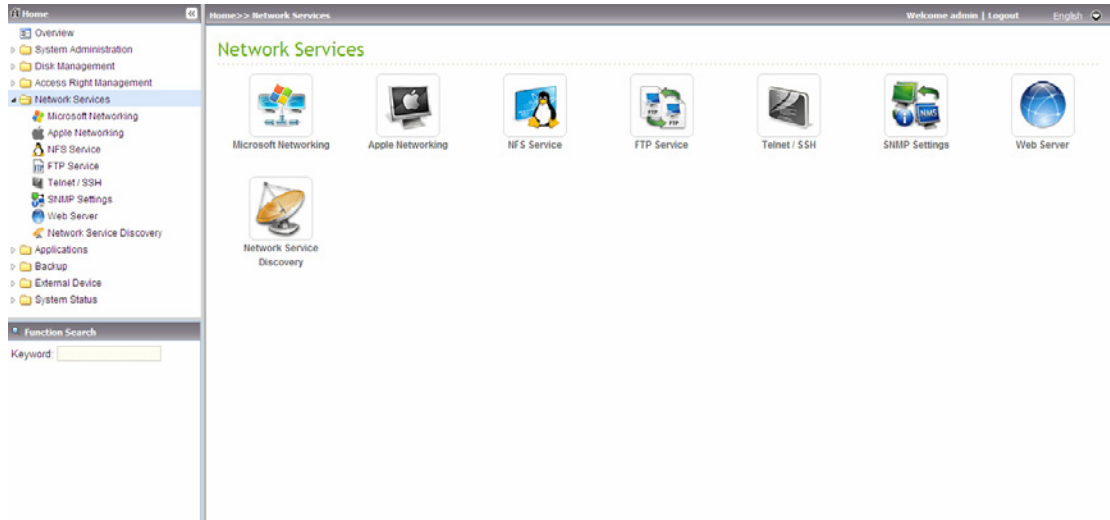 Home
Home>> Network Services
Welcome admin | Logout
English
Overview
System Administration
Disk Management
Access Right Management
Network Services
Microsoft Networking
Apple Networking
NFS Service
FTP Service
Telnet / SSH
SNMP Settings
Web Server
Network Service Discovery
Applications
Backup
External Device
System Status
Function Search
Keyword:
Network Services
Microsoft Networking
Apple Networking
NFS Service
FTP
FTP
FTP Service
Telnet / SSH
NMS
SNMP Settings
Web Server
Network Service
Discovery